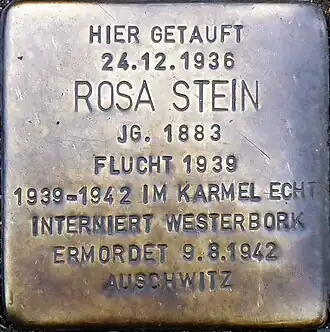 HIER GETAUFT
24.12.1936
ROSA STEIN
JG. 1883
FLUCHT 1939
1939-1942 IM KARMEL ECHT
INTERNIERT WESTERBORK
ERMORDET 9.8.1942
AUSCHWITZ